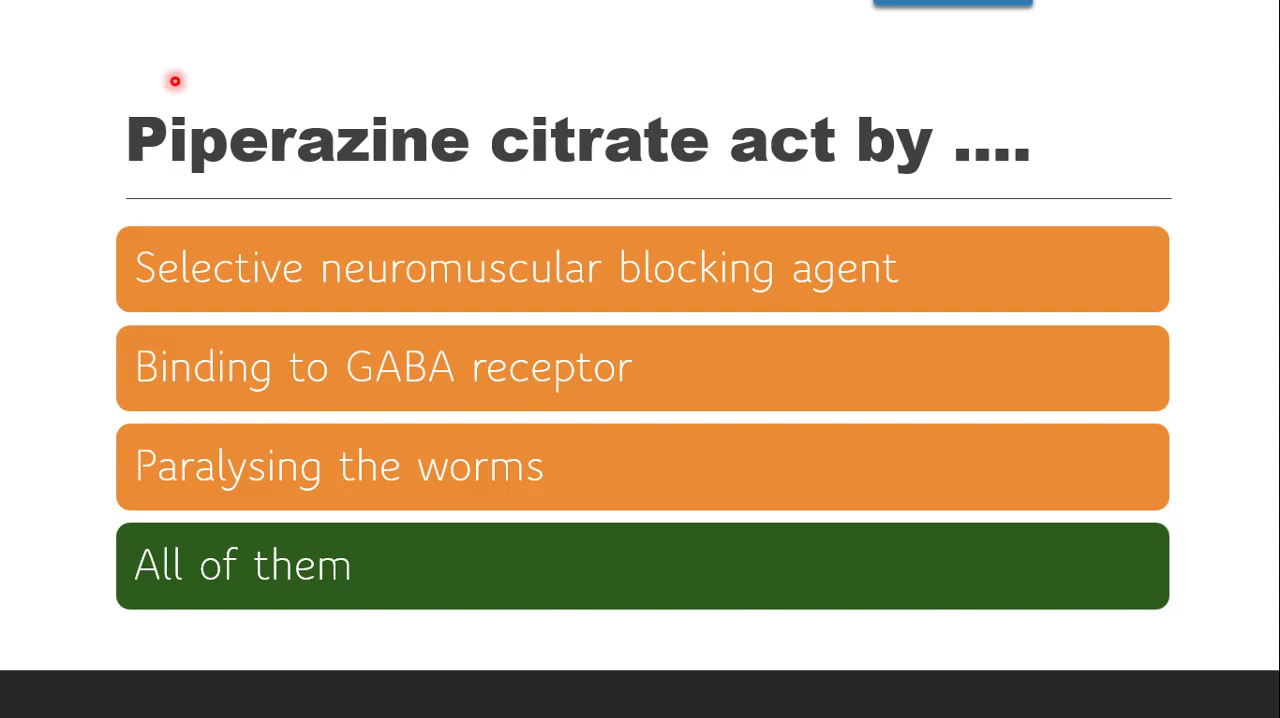 Piperazine citrate act by ....
Selective neuromuscular blocking agent
Binding to GABA receptor
Paralysing the worms
All of them